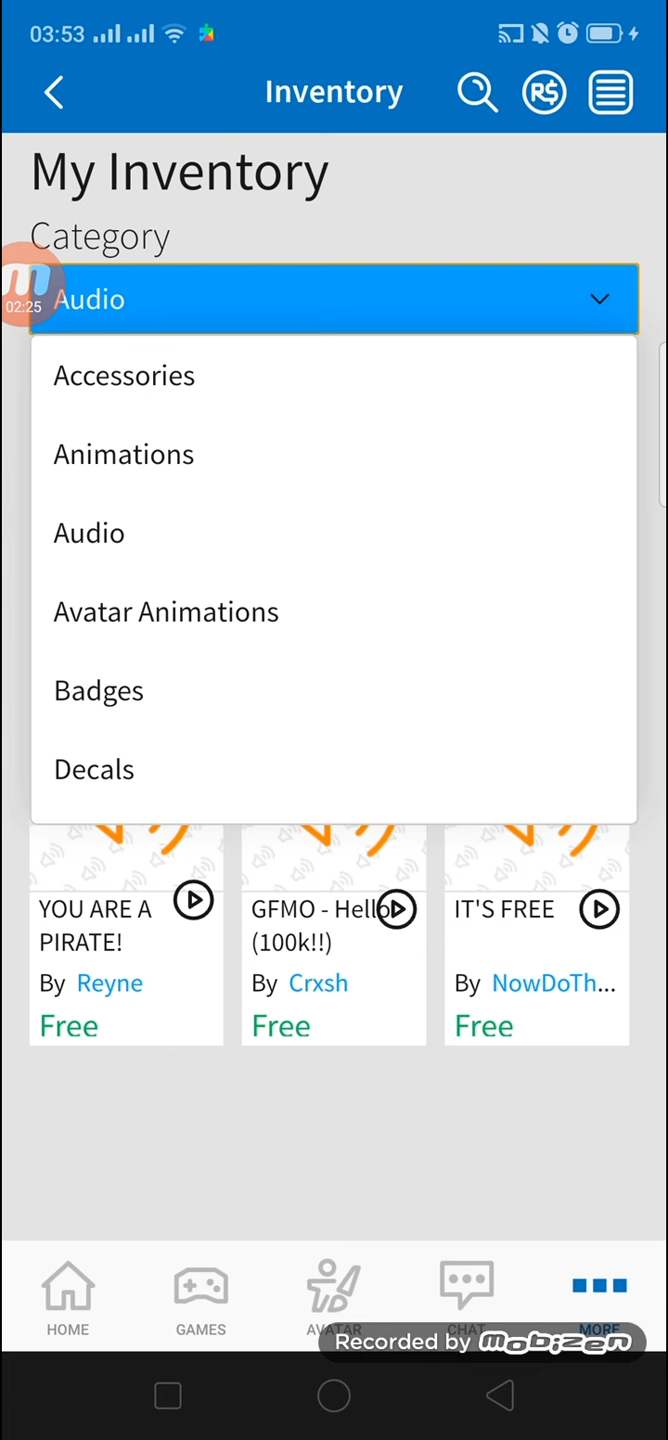 03:53
Inventory
R$
My Inventory
Category
m
02:25
Audio
Accessories
Animations
Audio
Avatar Animations
Badges
Decals
YOU ARE A
PIRATE!
By Reyne
Free
GFMO - Hello
(100k!!)
By Crxsh
Free
IT'S FREE
By NowDoTh...
Free
HOME
GAMES
AVATAR
CHAT
MORE
Recorded by mobizen